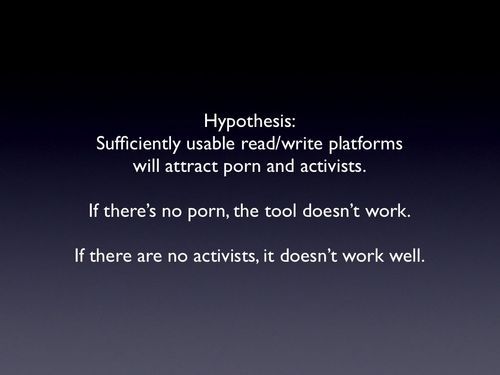 Hypothesis:
Sufficiently usable read/write platforms
will attract porn and activists.
If there's no porn, the tool doesn't work.
If there are no activists, it doesn't work well.